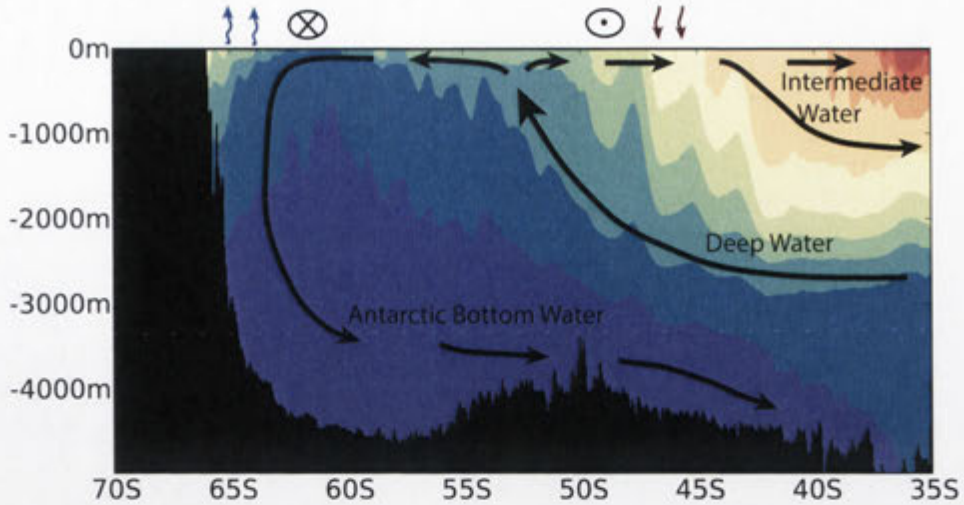 0m
Intermediate
Water
-1000m
-2000m
Deep Water
-3000m
Antarctic Bottom Water
-4000m
70S 65S 60S 55S 50S 45S 40S 35S